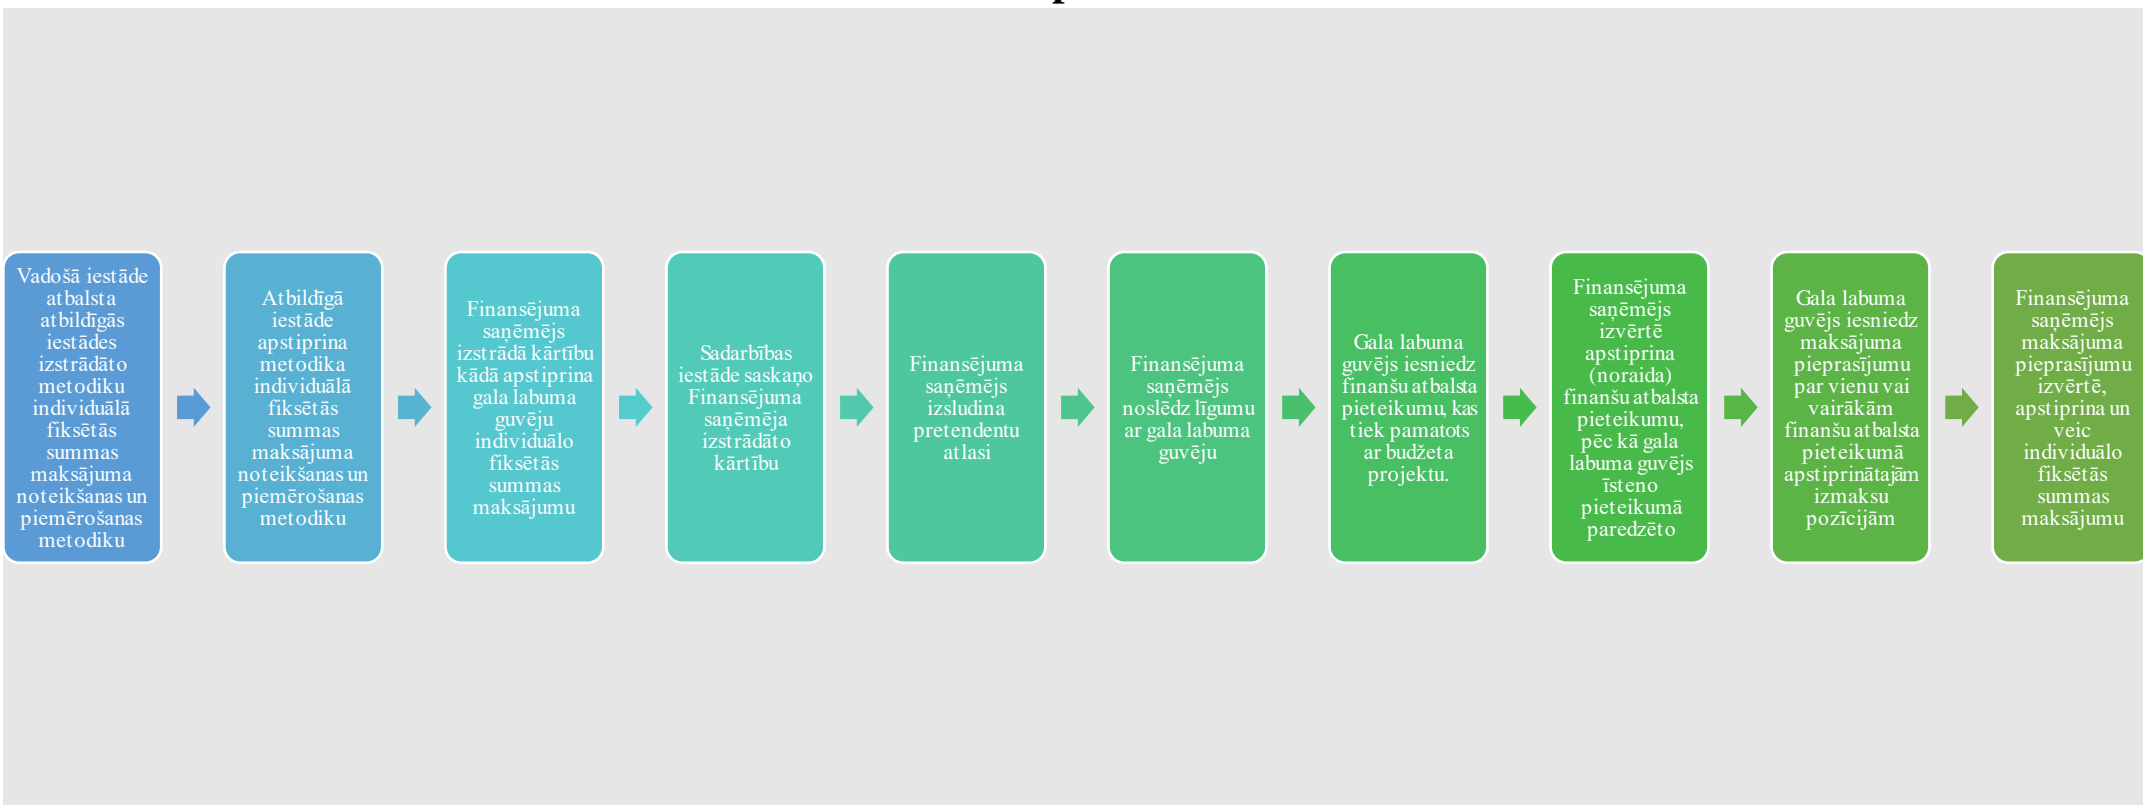 Vadošā iestāde
atbalsta
atbildīgās
iestādes
izstrādāto
metodiku
individuālā
fiksētās
summas
maksājuma
noteikšanas un
piemērošanas
metodiku
Atbildīgā
iestāde
apstiprina
metodika
individuālā
fiksētās
summas
maksājuma
noteikšanas un
piemērošanas
metodiku
Finansējuma
saņēmējs
izstrādā kārtību
kādā apstiprina
gala labuma
guvēju
individuālo
fiksētās
summas
maksājumu
Sadarbības
iestāde saskaņo
Finansējuma
saņēmēja
izstrādāto
kārtību
Finansējuma
saņēmējs
izsludina
pretendentu
atlasi
Finansējuma
saņēmējs
noslēdz līgumu
ar gala labuma
guvēju
Gala labuma
guvējs iesniedz
finanšu atbalsta
pieteikumu, kas
tiek pamatots
ar budžeta
projektu.
Finansējuma
saņēmējs
izvērtē
apstiprina
(noraida)
finanšu atbalsta
pieteikumu,
pēc kā gala
labuma guvējs
īsteno
pieteikumā
paredzēto
Gala labuma
guvējs iesniedz
maksājuma
pieprasījumu
par vienu vai
vairākām
finanšu atbalsta
pieteikumā
apstiprinātajām
izmaksu
pozīcijām
Finansējuma
saņēmējs
maksājuma
pieprasījumu
izvērtē,
apstiprina un
veic
individuālo
fiksētās
summas
maksājumu